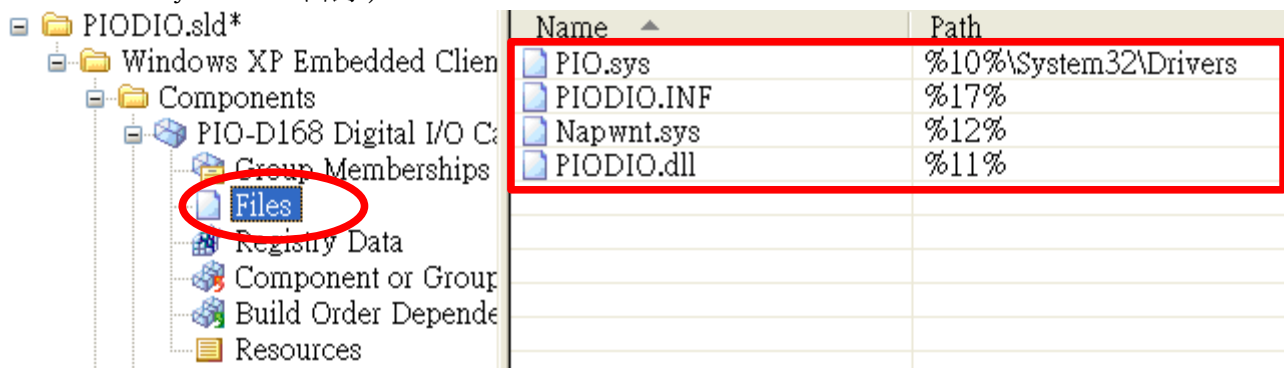 PIODIO.sld*
Windows XP Embedded Clien
Components
PIO-D168 Digital I/O Ca
Group Memberships
Files
Registry Data
Component or Group
Build Order Depende
Resources
Name Path
PIO.sys %10%\System32\Drivers
PIODIO.INF %17%
Napwnt.sys %12%
PIODIO.dll %11%